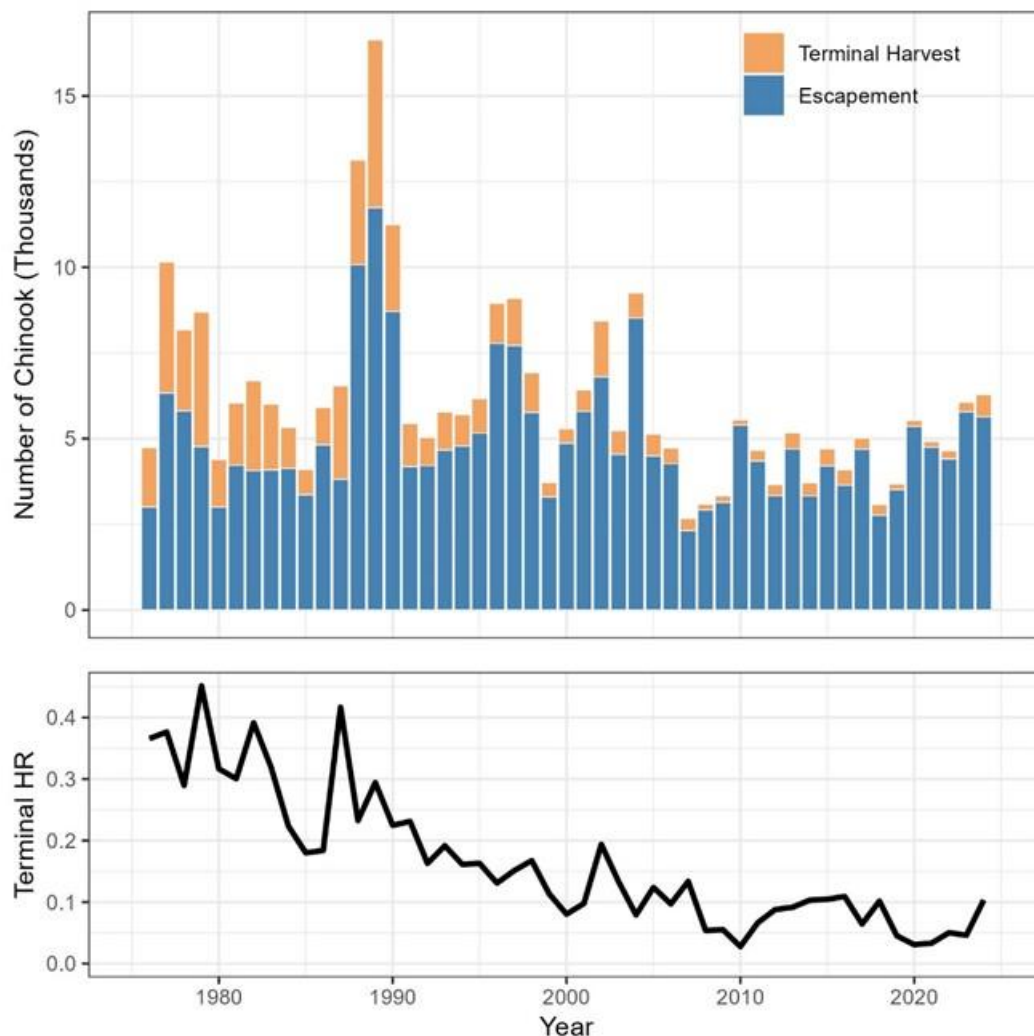 Terminal Harvest
Escapement
Number of Chinook (Thousands)
15
10
5
0
Terminal HR
0.4
0.3
0.2
0.1
0.0
1980 1990 2000 2010 2020
Year